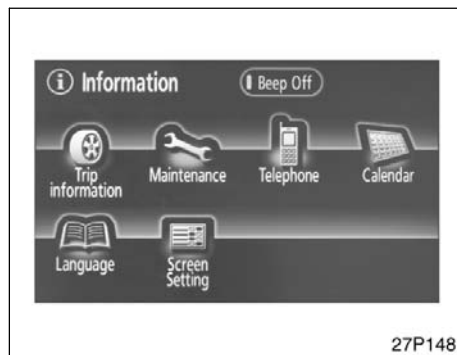 i Information
Beep Off
Trip
information
Maintenance
Telephone
Calendar
Language
Screen
Setting
27P148